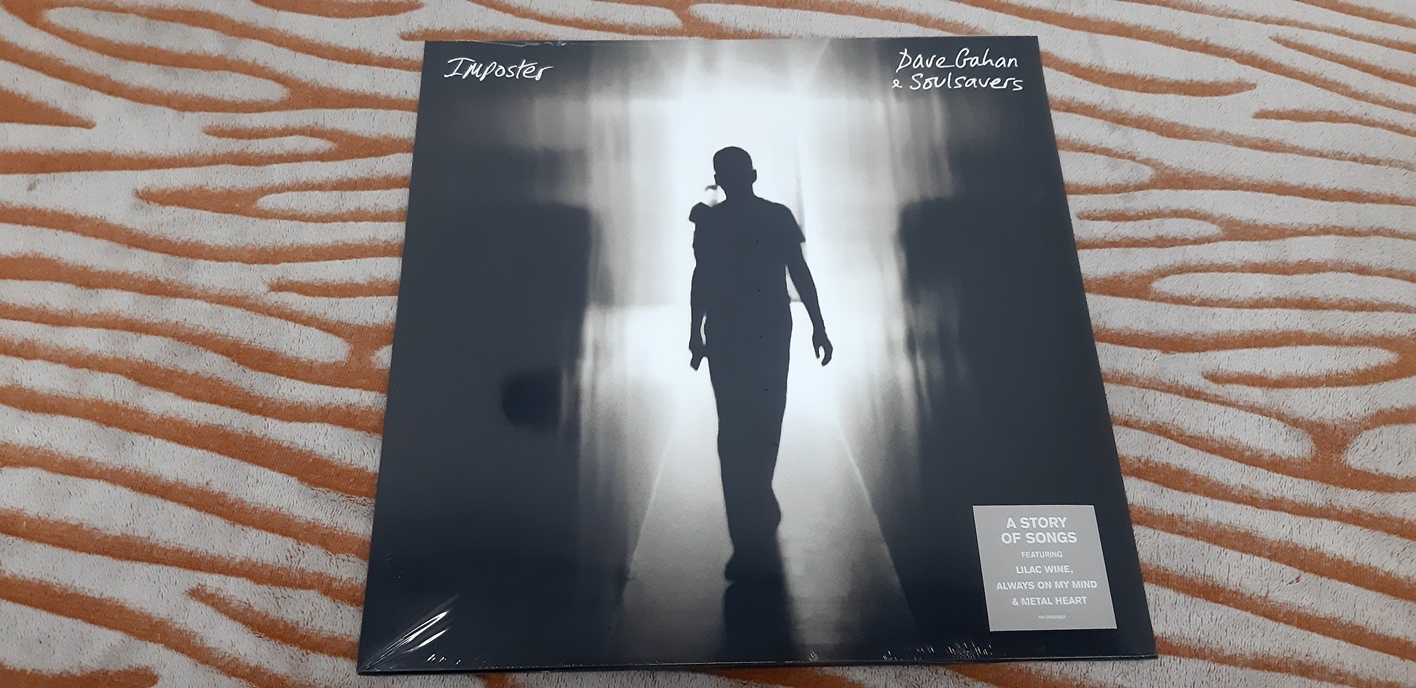 Imposter
Dave Gahan
& Soulsavers
A STORY
OF SONGS
FEATURING
LILAC WINE,
ALWAYS ON MY MIND
& METAL HEART